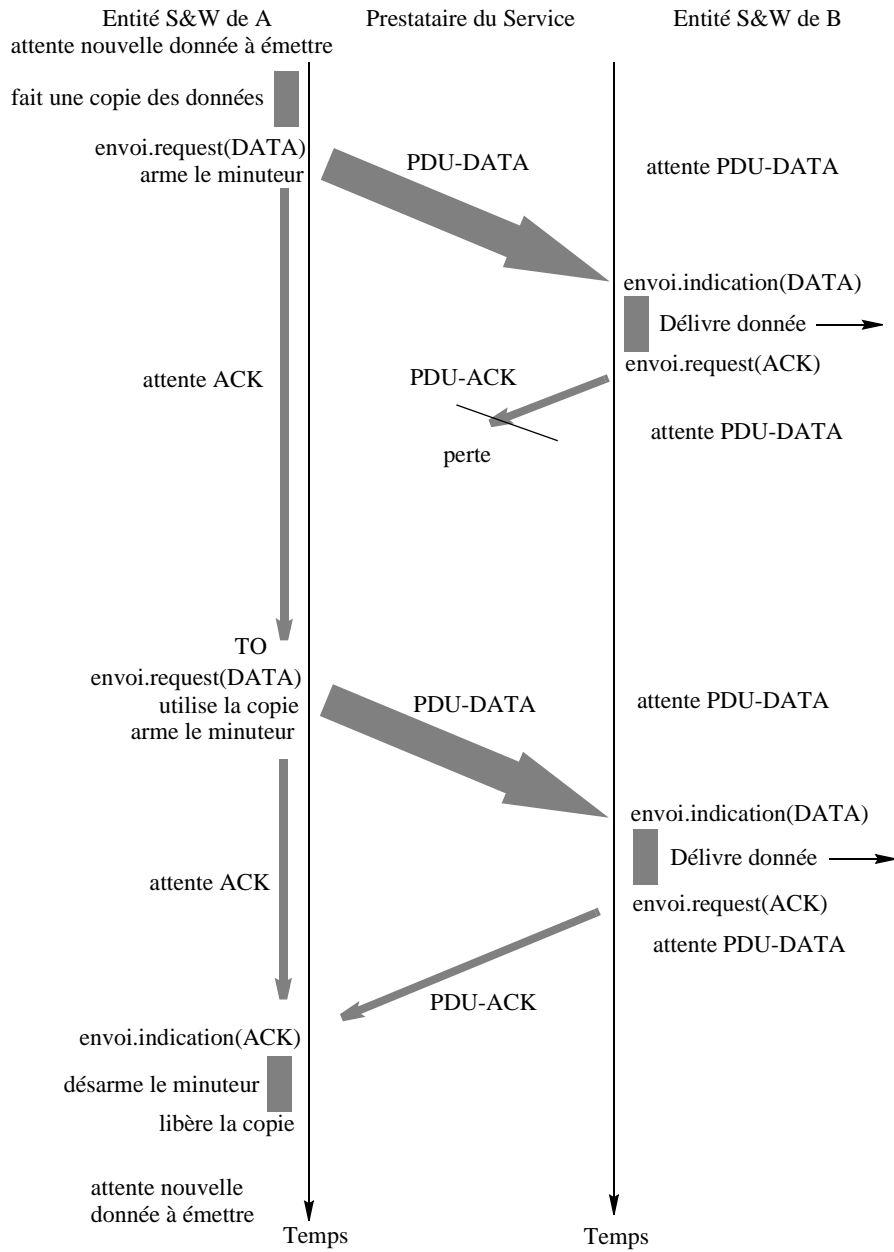 Entité S&W de A
Prestataire du Service
Entité S&W de B
attente nouvelle donnée à émettre
fait une copie des données
envoi.request(DATA)
arme le minuteur
PDU-DATA
attente PDU-DATA
envoi.indication(DATA)
Délivre donnée
envoi.request(ACK)
attente ACK
PDU-ACK
attente PDU-DATA
perte
TO
envoi.request(DATA)
utilise la copie
arme le minuteur
PDU-DATA
attente PDU-DATA
envoi.indication(DATA)
Délivre donnée
attente ACK
envoi.request(ACK)
attente PDU-DATA
PDU-ACK
envoi.indication(ACK)
désarme le minuteur
libère la copie
attente nouvelle
donnée à émettre
Temps
Temps